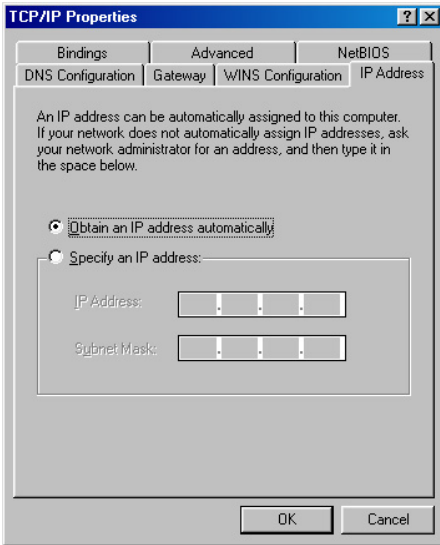 TCP/IP Properties
? X
Bindings Advanced NetBIOS
DNS Configuration Gateway WINS Configuration IP Address
An IP address can be automatically assigned to this computer.
If your network does not automatically assign IP addresses, ask
your network administrator for an address, and then type it in
the space below.
Obtain an IP address automatically
Specify an IP address:
IP Address:
. . .
Subnet Mask:
. . .
OK Cancel